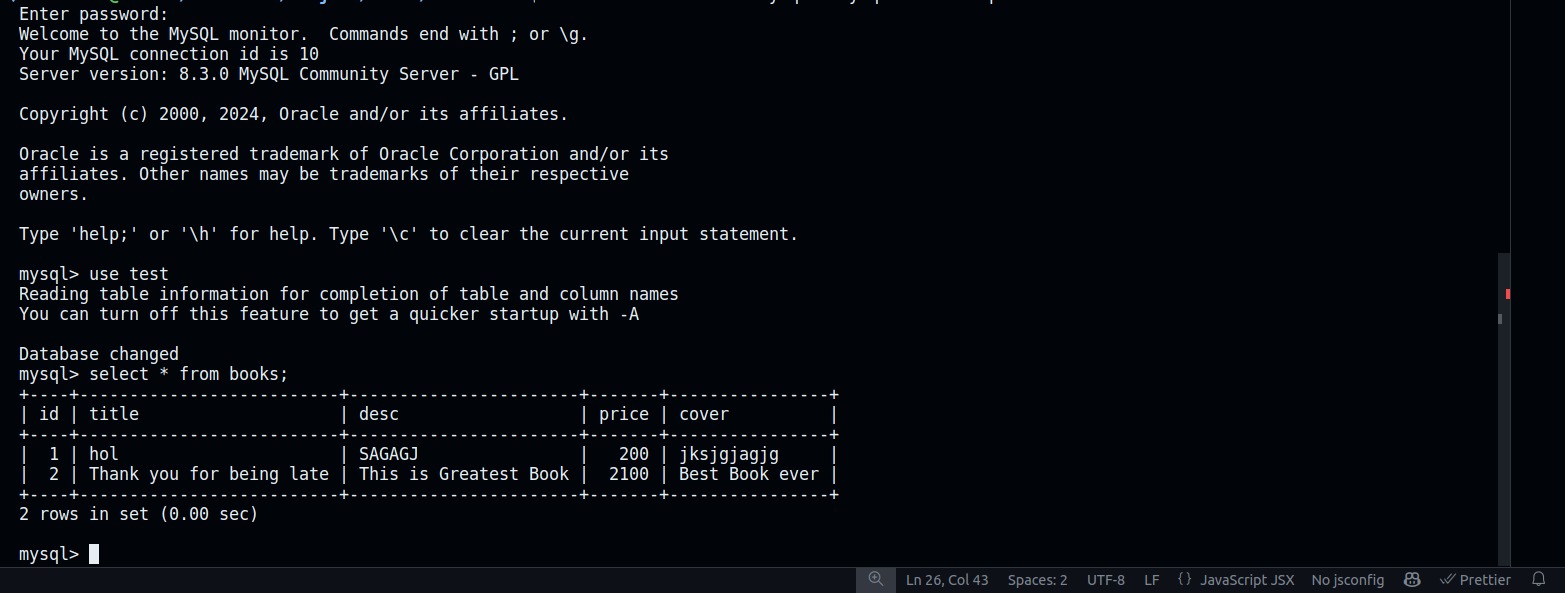 Enter password:
Welcome to the MySQL monitor.  Commands end with ; or \g.
Your MySQL connection id is 10
Server version: 8.3.0 MySQL Community Server - GPL

Copyright (c) 2000, 2024, Oracle and/or its affiliates.

Oracle is a registered trademark of Oracle Corporation and/or its
affiliates. Other names may be trademarks of their respective
owners.

Type 'help;' or '\h' for help. Type '\c' to clear the current input statement.

mysql> use test
Reading table information for completion of table and column names
You can turn off this feature to get a quicker startup with -A

Database changed
mysql> select * from books;
+----+--------------------------+-----------------------+-------+----------------+
| id | title                    | desc                  | price | cover          |
+----+--------------------------+-----------------------+-------+----------------+
|  1 | hol                      | SAGAGJ                |   200 | jksjgjagjg     |
|  2 | Thank you for being late | This is Greatest Book |  2100 | Best Book ever |
+----+--------------------------+-----------------------+-------+----------------+
2 rows in set (0.00 sec)

mysql>
Ln 26, Col 43 Spaces: 2 UTF-8 LF {} JavaScript JSX No jsconfig Prettier